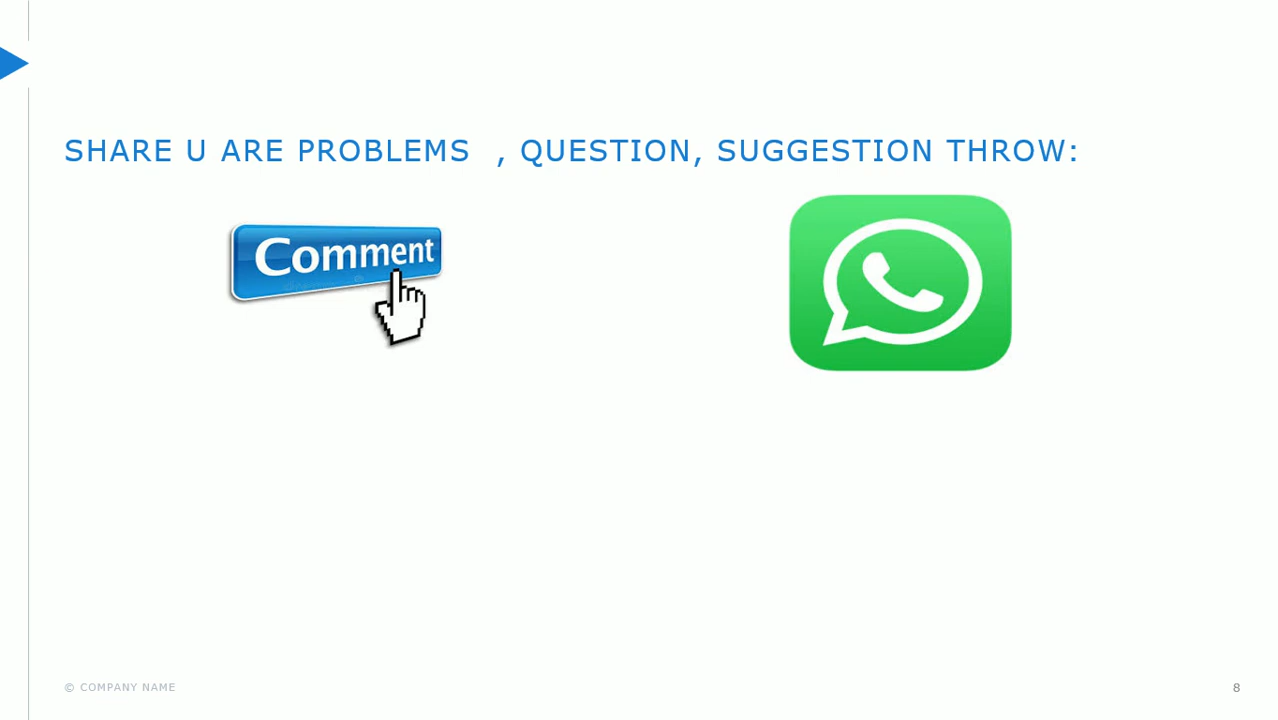 SHARE U ARE PROBLEMS , QUESTION, SUGGESTION THROW:
Comment
© COMPANY NAME
8